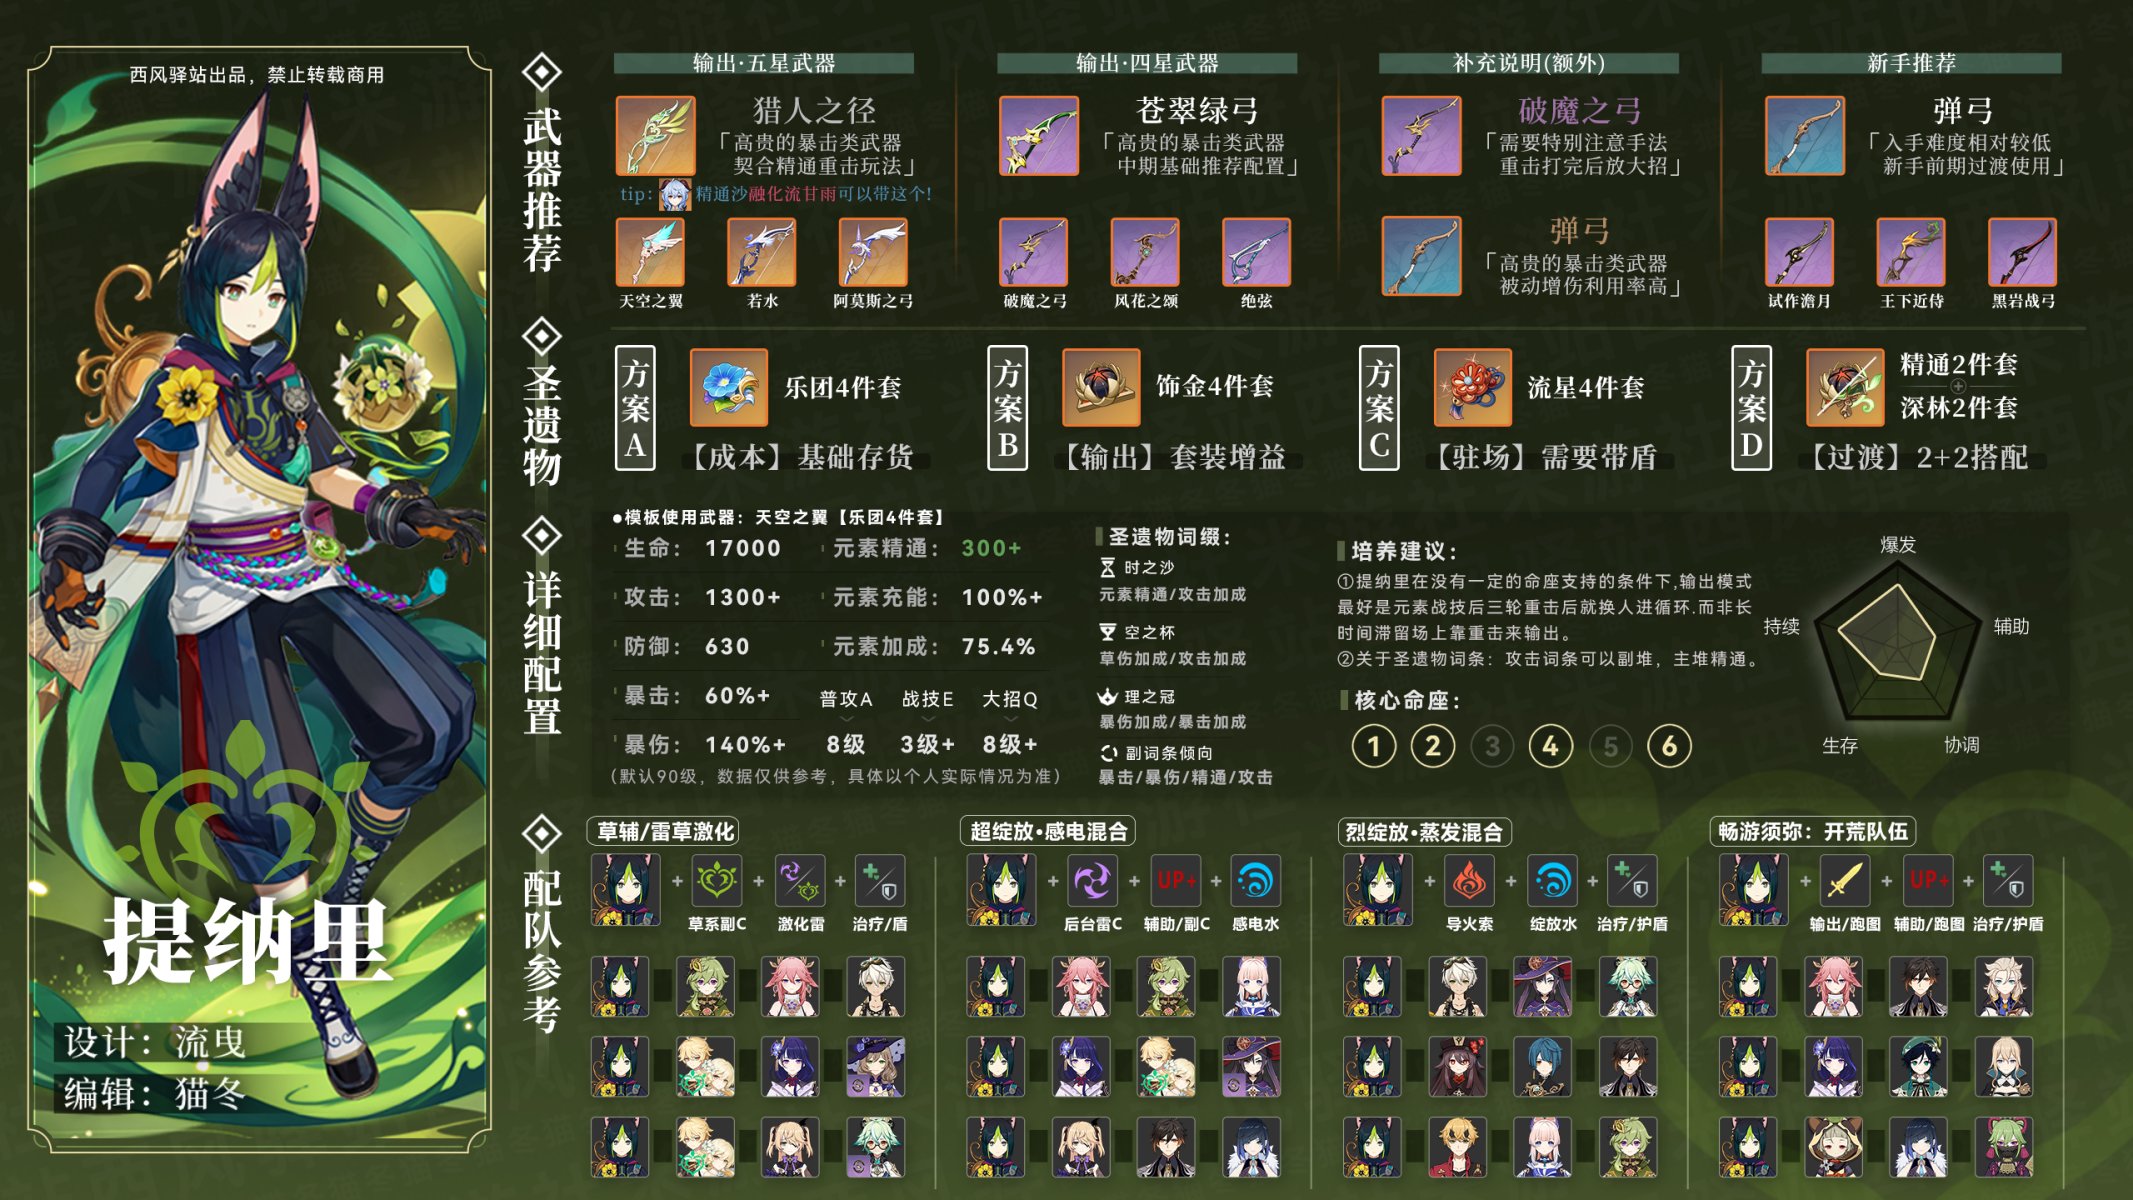 西风驿站出品，禁止转载商用
提纳里
设计：流曳
编辑：猫冬
武器推荐
输出·五星武器
猎人之径
「高贵的暴击类武器
契合精通重击玩法」
tip： 精通沙融化流甘雨可以带这个!
天空之翼
若水
阿莫斯之弓
输出·四星武器
苍翠绿弓
「高贵的暴击类武器
中期基础推荐配置」
破魔之弓
风花之颂
绝弦
补充说明(额外)
破魔之弓
「需要特别注意手法
重击打完后放大招」
弹弓
「高贵的暴击类武器
被动增伤利用率高」
新手推荐
弹弓
「入手难度相对较低
新手前期过渡使用」
试作澹月
王下近侍
黑岩战弓
圣遗物
方案A
乐团4件套
【成本】基础存货
方案B
饰金4件套
【输出】套装增益
方案C
流星4件套
【驻场】需要带盾
方案D
精通2件套
深林2件套
【过渡】2+2搭配
详细配置
●模板使用武器：天空之翼【乐团4件套】
生命： 17000 元素精通： 300+
攻击： 1300+ 元素充能： 100%+
防御： 630 元素加成： 75.4%
暴击： 60%+ 普攻A 战技E 大招Q
暴伤： 140%+ 8级 3级+ 8级+
(默认90级，数据仅供参考，具体以个人实际情况为准)
圣遗物词缀：
时之沙
元素精通/攻击加成
空之杯
草伤加成/攻击加成
理之冠
暴伤加成/暴击加成
副词条倾向
暴击/暴伤/精通/攻击
培养建议：
①提纳里在没有一定的命座支持的条件下,输出模式
最好是元素战技后三轮重击后就换人进循环.而非长
时间滞留场上靠重击来输出。
②关于圣遗物词条：攻击词条可以副堆，主堆精通。
核心命座：
1 2 3 4 5 6
爆发
持续
辅助
生存
协调
配队参考
草辅/雷草激化
草系副C 激化雷 治疗/盾
超绽放·感电混合
UP+
后台雷C 辅助/副C 感电水
烈绽放·蒸发混合
导火索 绽放水 治疗/护盾
畅游须弥：开荒队伍
UP+
输出/跑图 辅助/跑图 治疗/护盾